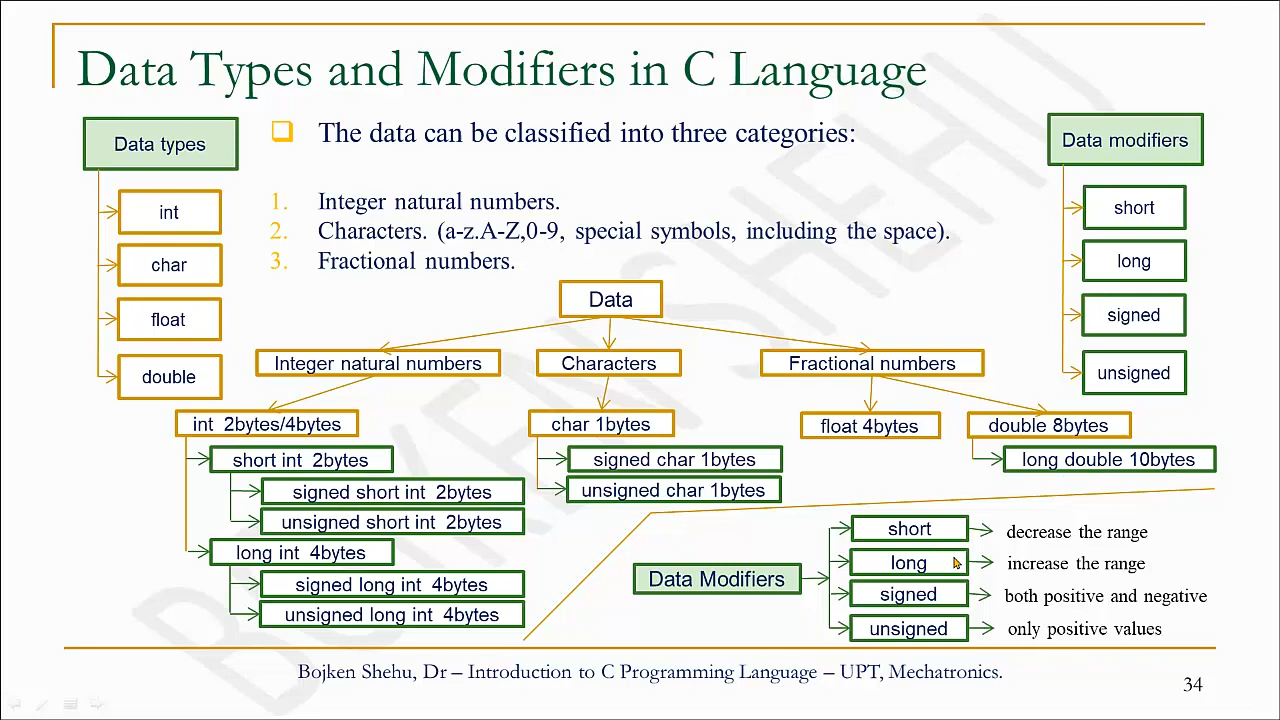 Data Types and Modifiers in C Language
Data types
int
char
float
double
The data can be classified into three categories:
1. Integer natural numbers.
2. Characters. (a-z.A-Z,0-9, special symbols, including the space).
3. Fractional numbers.
Data modifiers
short
long
signed
unsigned
Data
Integer natural numbers
Characters
Fractional numbers
int 2bytes/4bytes
short int 2bytes
signed short int 2bytes
unsigned short int 2bytes
long int 4bytes
signed long int 4bytes
unsigned long int 4bytes
char 1bytes
signed char 1bytes
unsigned char 1bytes
float 4bytes
double 8bytes
long double 10bytes
Data Modifiers
short decrease the range
long increase the range
signed both positive and negative
unsigned only positive values
Bojken Shehu, Dr – Introduction to C Programming Language – UPT, Mechatronics.
34
BOJKEN SHEHU